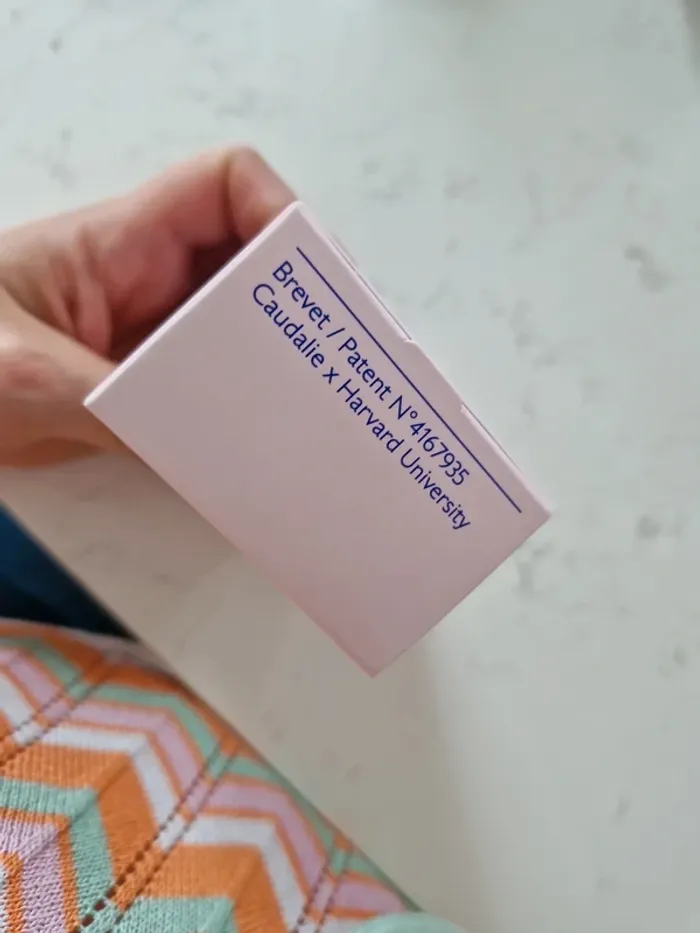 Brevet / Patent N°4167935
Caudalie x Harvard University